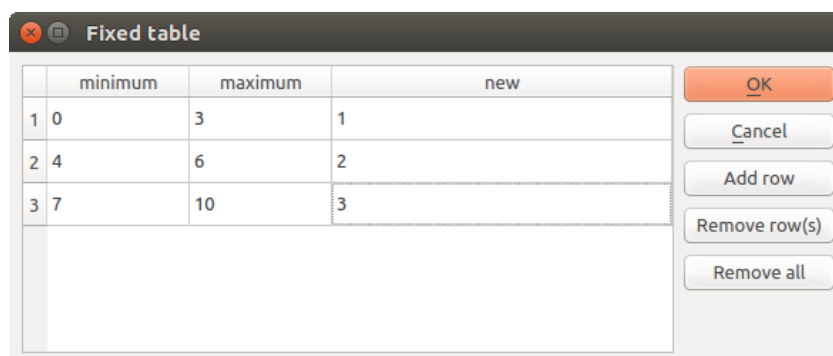 Fixed table
minimum maximum new
1 0 3 1
2 4 6 2
3 7 10 3
OK
Cancel
Add row
Remove row(s)
Remove all